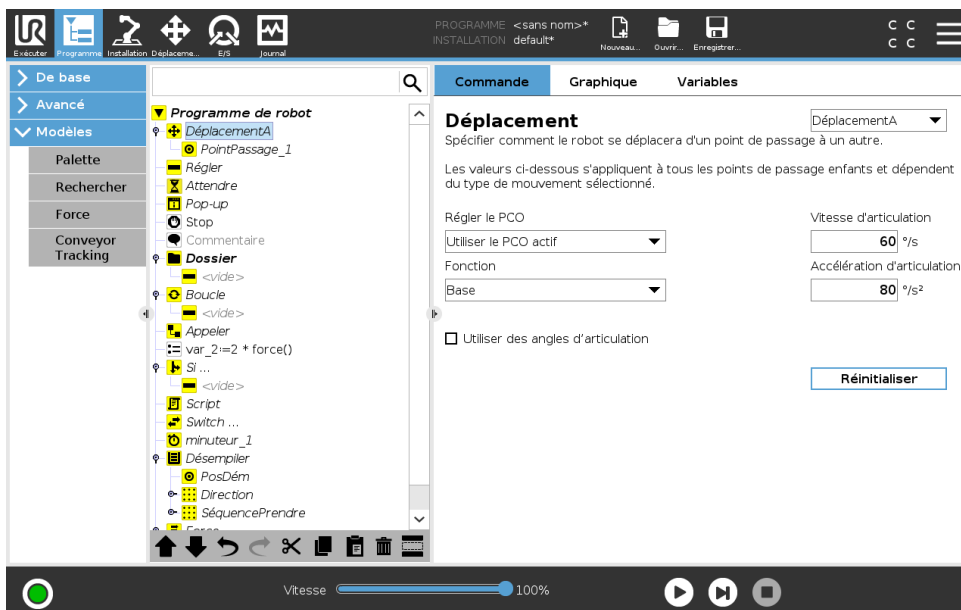 UR
PROGRAMME <sans nom>*
INSTALLATION default*
Exécuter Programme Installation Déplaceme... E/S Journal
Nouveau... Ouvrir... Enregistrer...
C C
C C
De base
Avancé
Modèles
Palette
Rechercher
Force
Conveyor
Tracking
Programme de robot
DéplacementA
PointPassage_1
Régler
Attendre
Pop-up
Stop
Commentaire
Dossier
<vide>
Boucle
<vide>
Appeler
var_2:=2 * force()
Si ...
<vide>
Script
Switch ...
minuteur_1
Désempiler
PosDém
Direction
SéquencePrendre
Force
Commande Graphique Variables
Déplacement
DéplacementA
Spécifier comment le robot se déplacera d'un point de passage à un autre.
Les valeurs ci-dessous s'appliquent à tous les points de passage enfants et dépendent
du type de mouvement sélectionné.
Régler le PCO
Vitesse d'articulation
Utiliser le PCO actif
60 °/s
Fonction
Accélération d'articulation
Base
80 °/s²
Utiliser des angles d'articulation
Réinitialiser
Vitesse 100%